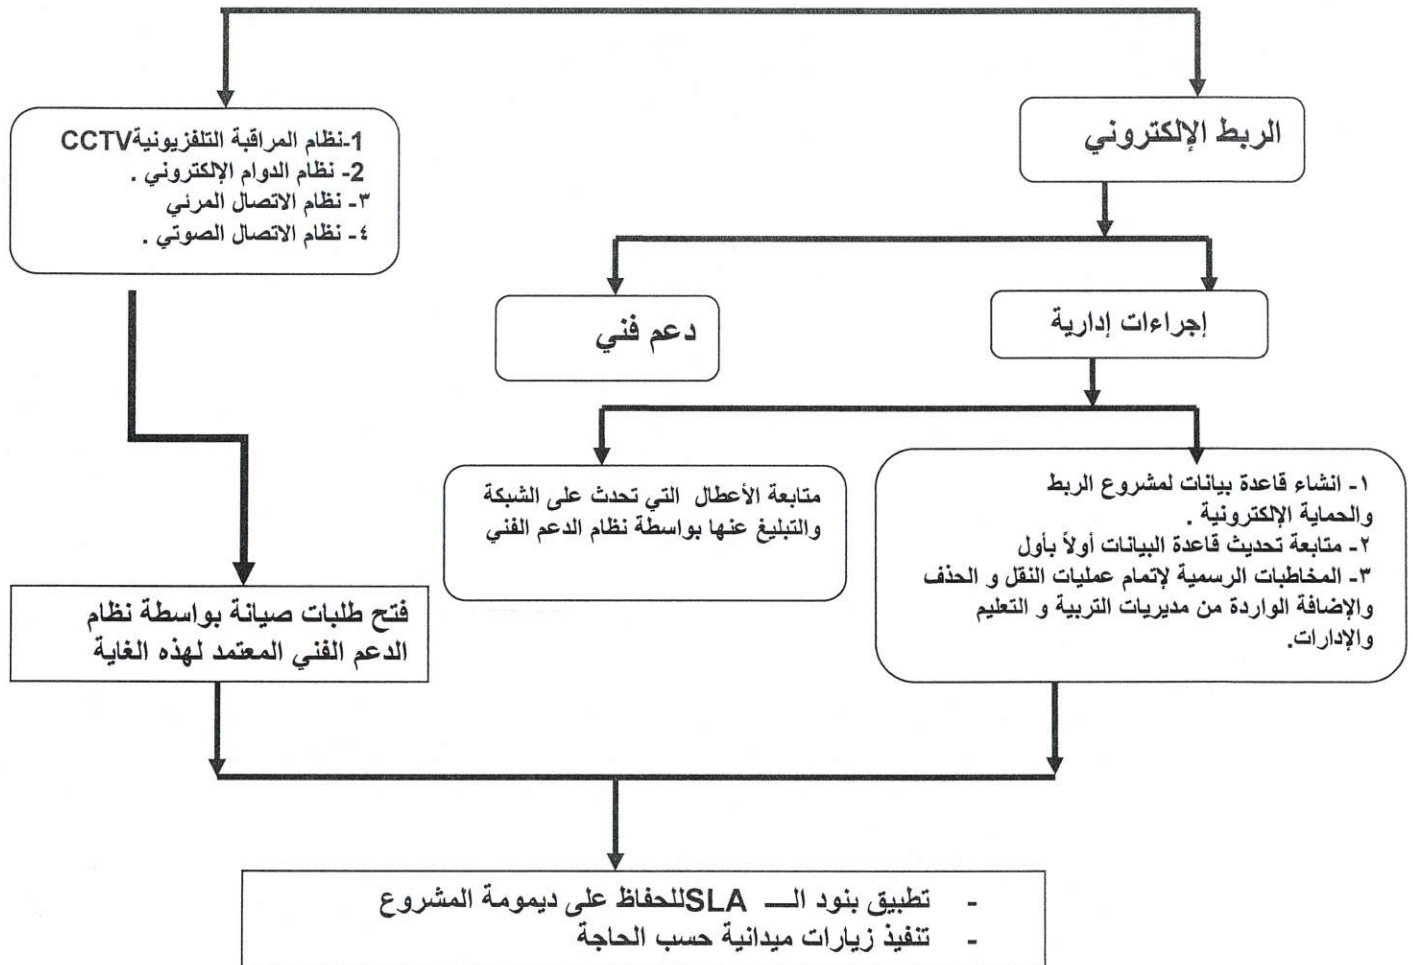 الربط الإلكتروني
1-نظام المراقبة التلفزيونيةCCTV
2- نظام الدوام الإلكتروني .
٣- نظام الاتصال المرئي
٤- نظام الاتصال الصوتي .
إجراءات إدارية
دعم فني
١- انشاء قاعدة بيانات لمشروع الربط
والحماية الإلكترونية .
٢- متابعة تحديث قاعدة البيانات أولاً بأول
٣- المخاطبات الرسمية لإتمام عمليات النقل و الحذف
والإضافة الواردة من مديريات التربية و التعليم
والإدارات.
متابعة الأعطال التي تحدث على الشبكة
والتبليغ عنها بواسطة نظام الدعم الفني
فتح طلبات صيانة بواسطة نظام
الدعم الفني المعتمد لهذه الغاية
- تطبيق بنود الـــ SLAللحفاظ على ديمومة المشروع
- تنفيذ زيارات ميدانية حسب الحاجة